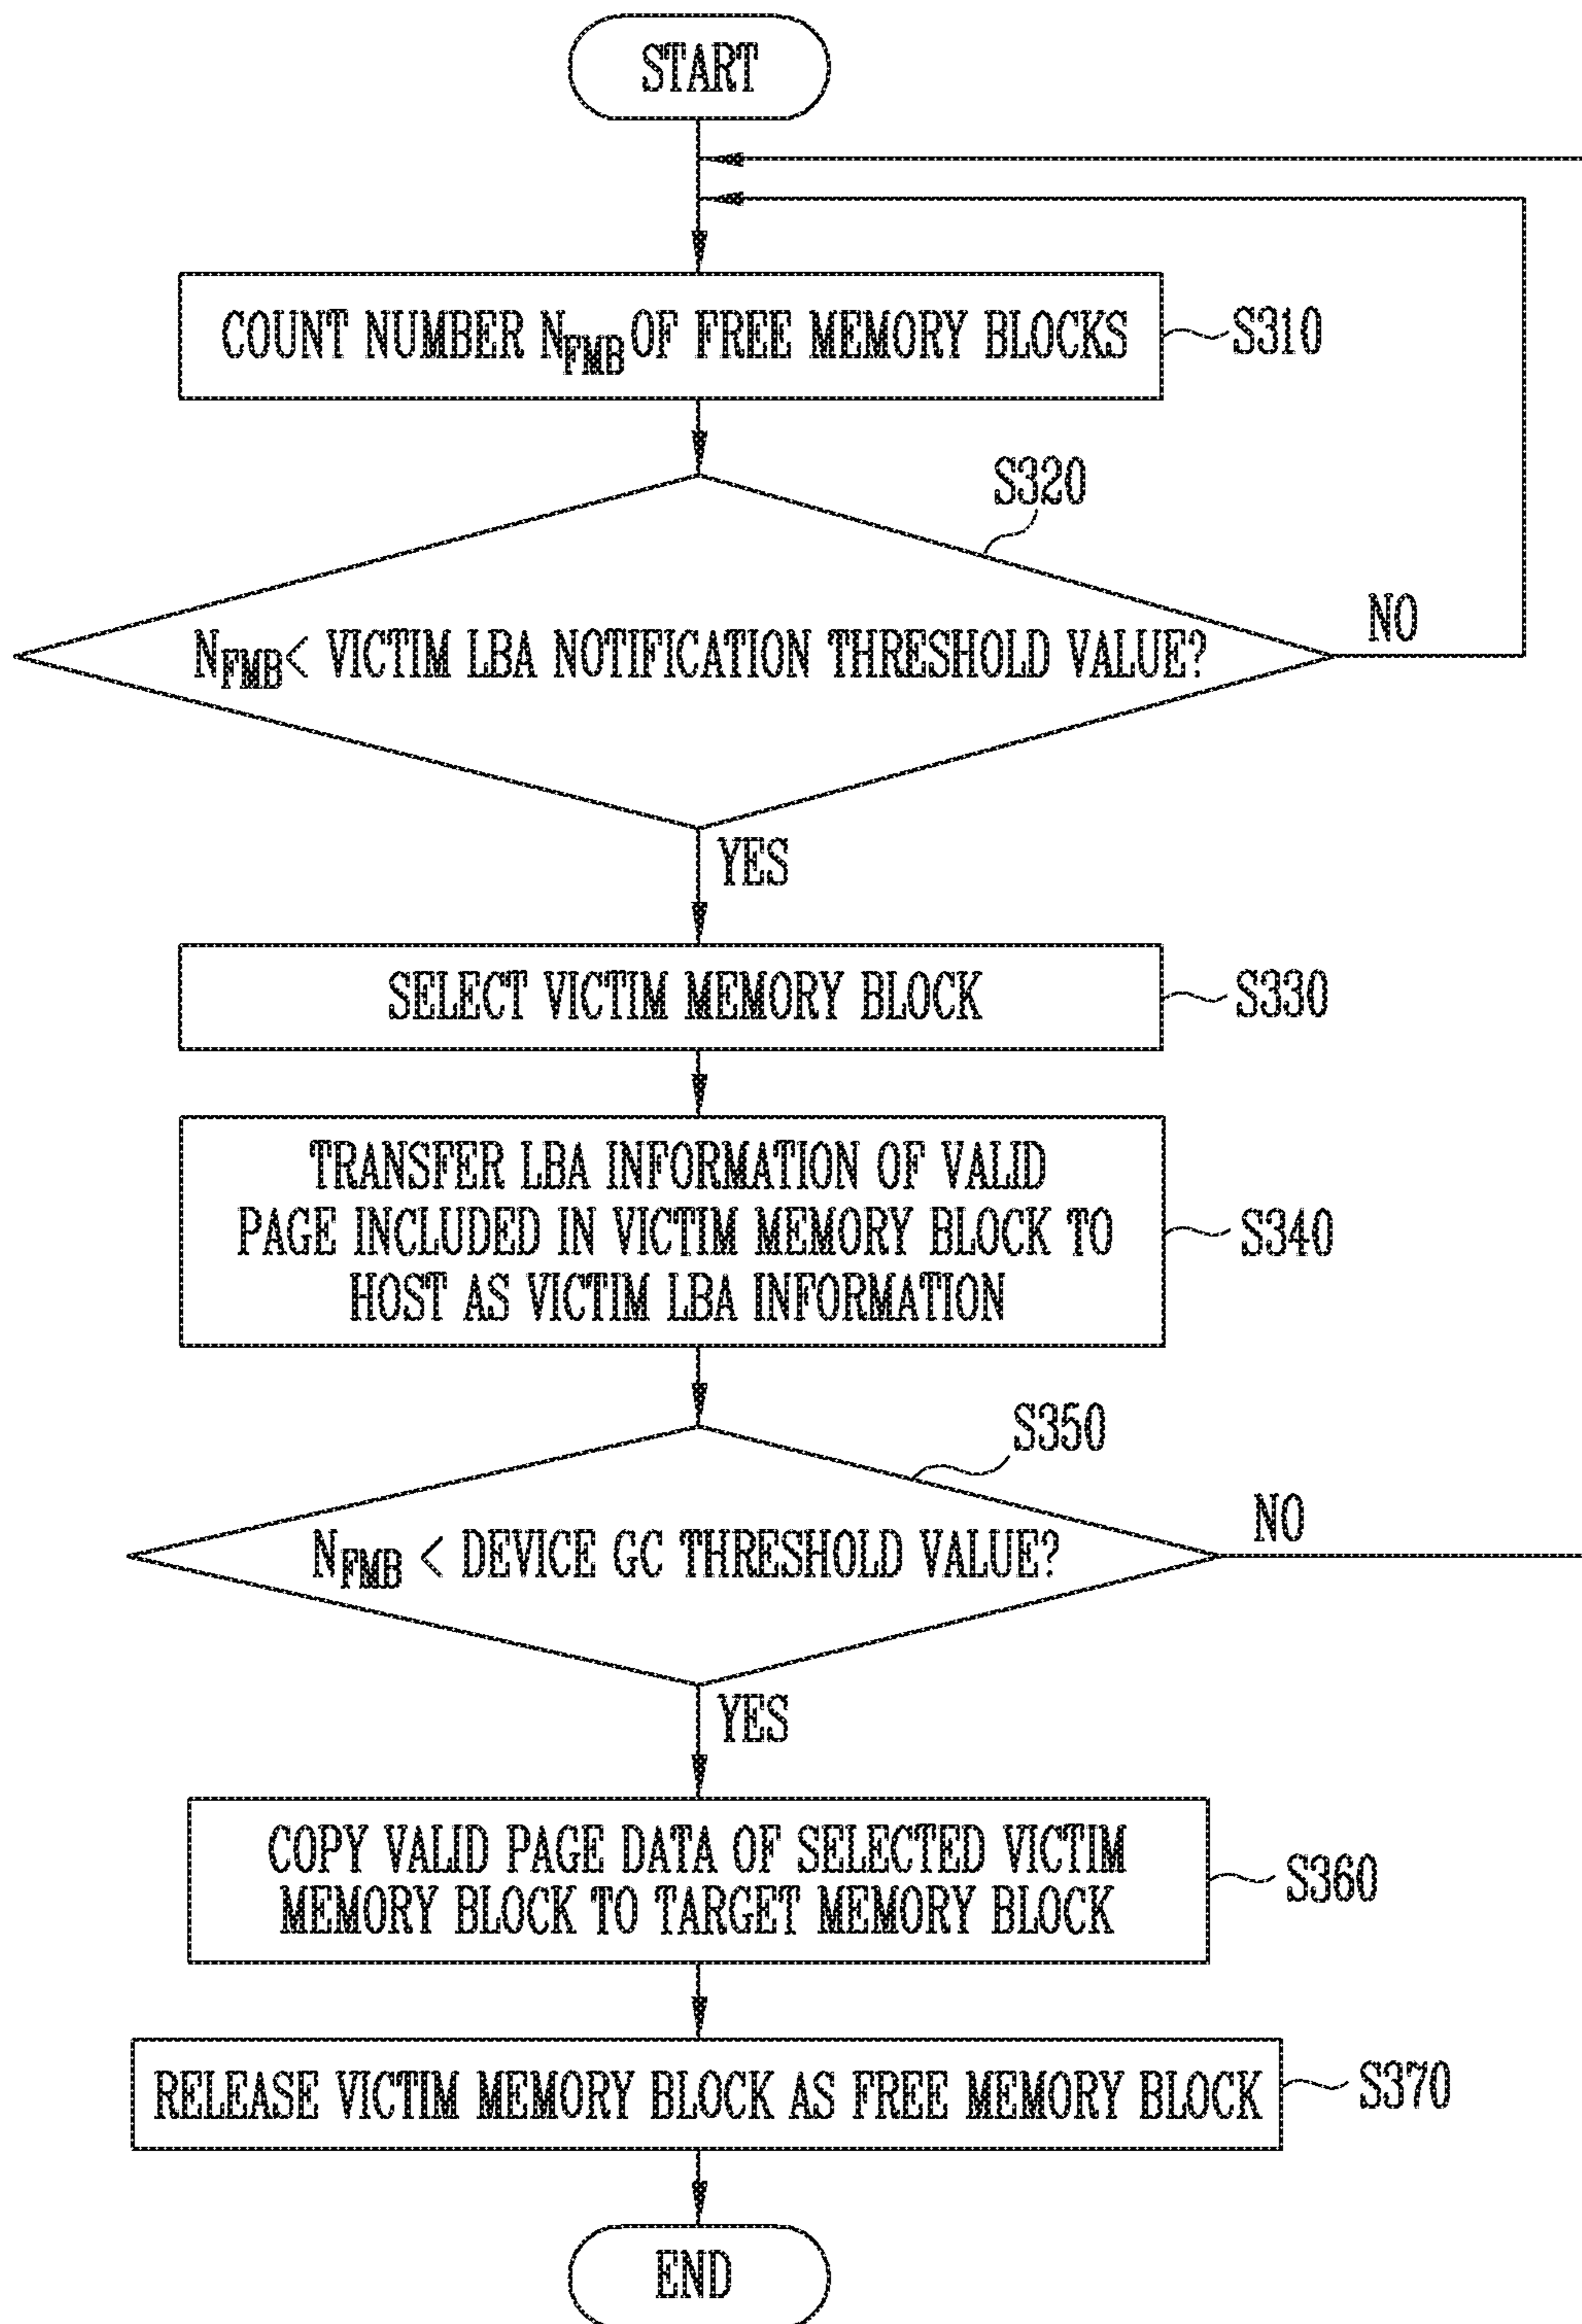 START
COUNT NUMBER NFMB OF FREE MEMORY BLOCKS
S310
S320
NFMB< VICTIM LBA NOTIFICATION THRESHOLD VALUE?
NO
YES
SELECT VICTIM MEMORY BLOCK
S330
TRANSFER LBA INFORMATION OF VALID
PAGE INCLUDED IN VICTIM MEMORY BLOCK TO
HOST AS VICTIM LBA INFORMATION
S340
S350
NFMB < DEVICE GC THRESHOLD VALUE?
NO
YES
COPY VALID PAGE DATA OF SELECTED VICTIM
MEMORY BLOCK TO TARGET MEMORY BLOCK
S360
RELEASE VICTIM MEMORY BLOCK AS FREE MEMORY BLOCK
S370
END